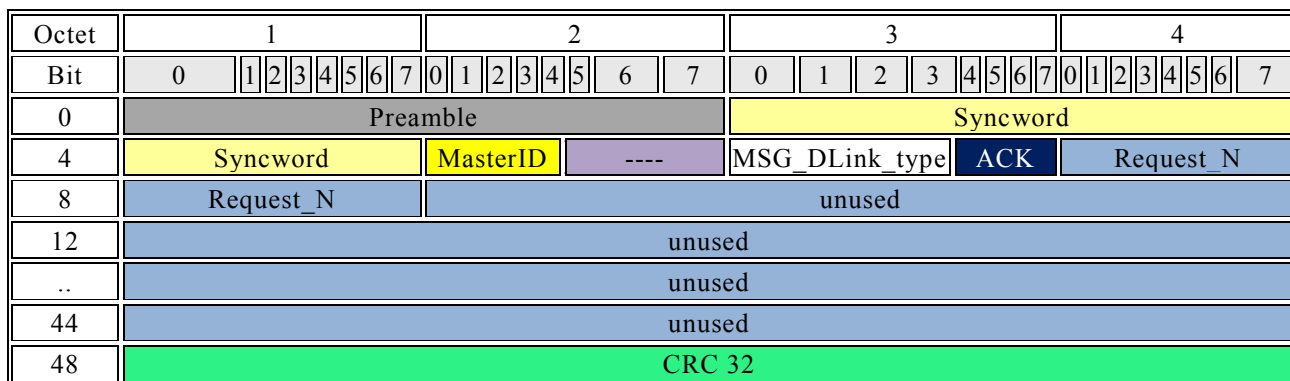 Octet 1 2 3 4
Bit 0 1 2 3 4 5 6 7 0 1 2 3 4 5 6 7 0 1 2 3 4 5 6 7 0 1 2 3 4 5 6 7
0 Preamble Syncword
4 Syncword MasterID ---- MSG_DLink_type ACK Request_N
8 Request_N unused
12 unused
.. unused
44 unused
48 CRC 32